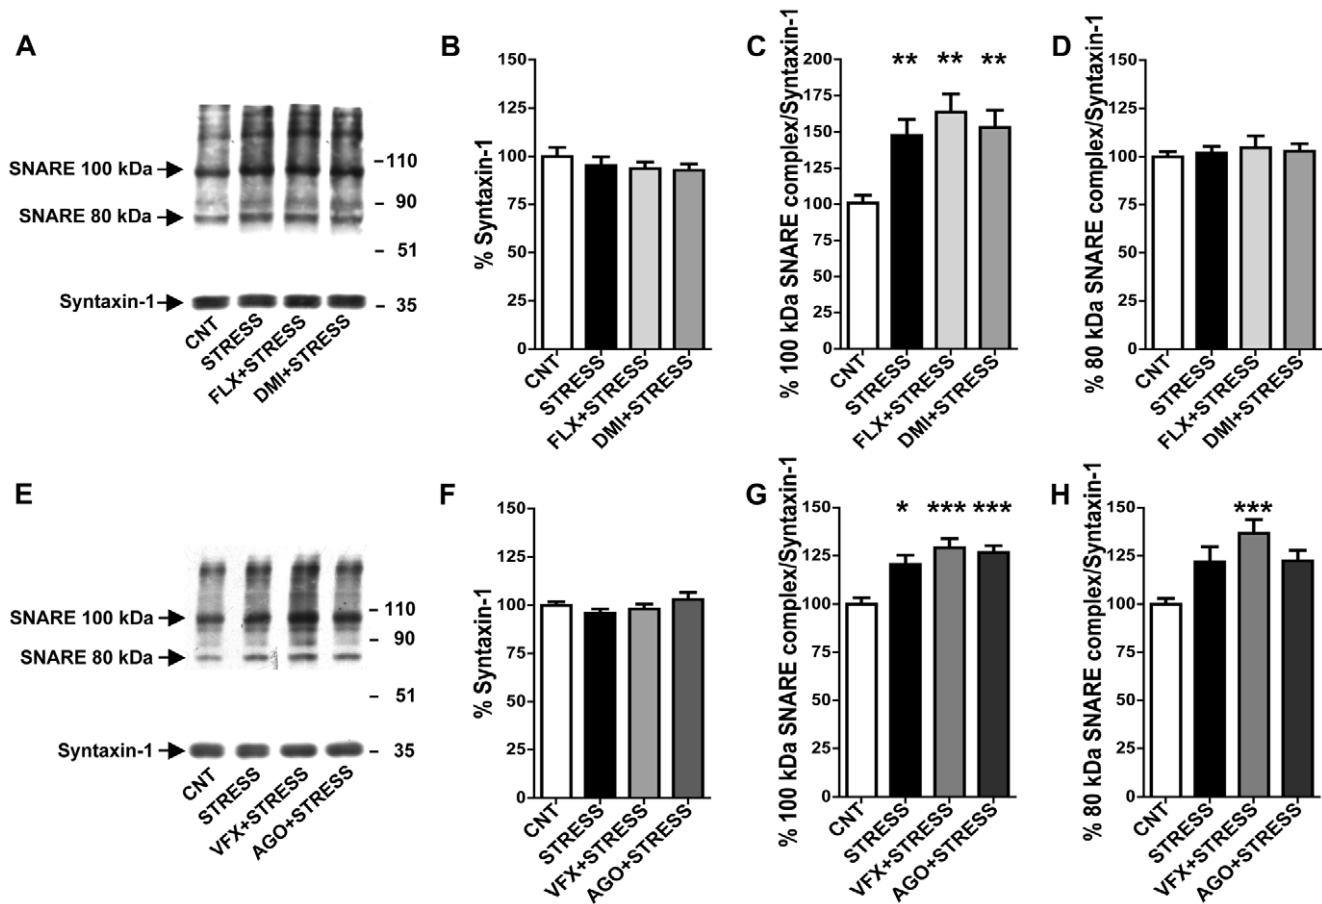 A
SNARE 100 kDa
SNARE 80 kDa
Syntaxin-1
110
90
51
35
CNT
STRESS
FLX+STRESS
DMI+STRESS
B
% Syntaxin-1
150
125
100
75
50
25
0
CNT
STRESS
FLX+STRESS
DMI+STRESS
C
% 100 kDa SNARE complex/Syntaxin-1
200
175
150
125
100
75
50
25
0
** ** **
CNT
STRESS
FLX+STRESS
DMI+STRESS
D
% 80 kDa SNARE complex/Syntaxin-1
150
125
100
75
50
25
0
CNT
STRESS
FLX+STRESS
DMI+STRESS
E
SNARE 100 kDa
SNARE 80 kDa
Syntaxin-1
110
90
51
35
CNT
STRESS
VFX+STRESS
AGO+STRESS
F
% Syntaxin-1
150
125
100
75
50
25
0
CNT
STRESS
VFX+STRESS
AGO+STRESS
G
% 100 kDa SNARE complex/Syntaxin-1
150
125
100
75
50
25
0
* *** ***
CNT
STRESS
VFX+STRESS
AGO+STRESS
H
% 80 kDa SNARE complex/Syntaxin-1
150
125
100
75
50
25
0
***
CNT
STRESS
VFX+STRESS
AGO+STRESS